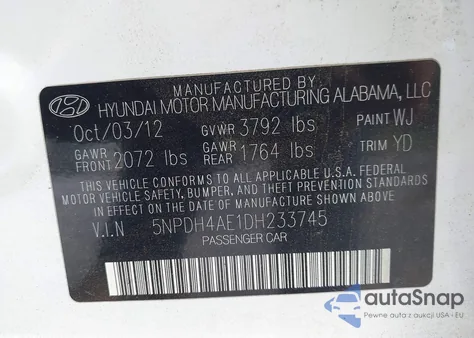 MANUFACTURED BY
HYUNDAI MOTOR MANUFACTURING ALABAMA, LLC
Oct/03/12 GVWR 3792 lbs PAINT WJ
GAWR FRONT 2072 lbs GAWR REAR 1764 lbs TRIM YD
THIS VEHICLE CONFORMS TO ALL APPLICABLE U.S.A. FEDERAL
MOTOR VEHICLE SAFETY, BUMPER, AND THEFT PREVENTION
STANDARDS IN EFFECT ON THE DATE OF MANUFACTURE SHOWN ABOVE.
V.I.N 5NPDH4AE1DH233745
PASSENGER CAR
autoSnap
Pewne auta z aukcji USA - EU